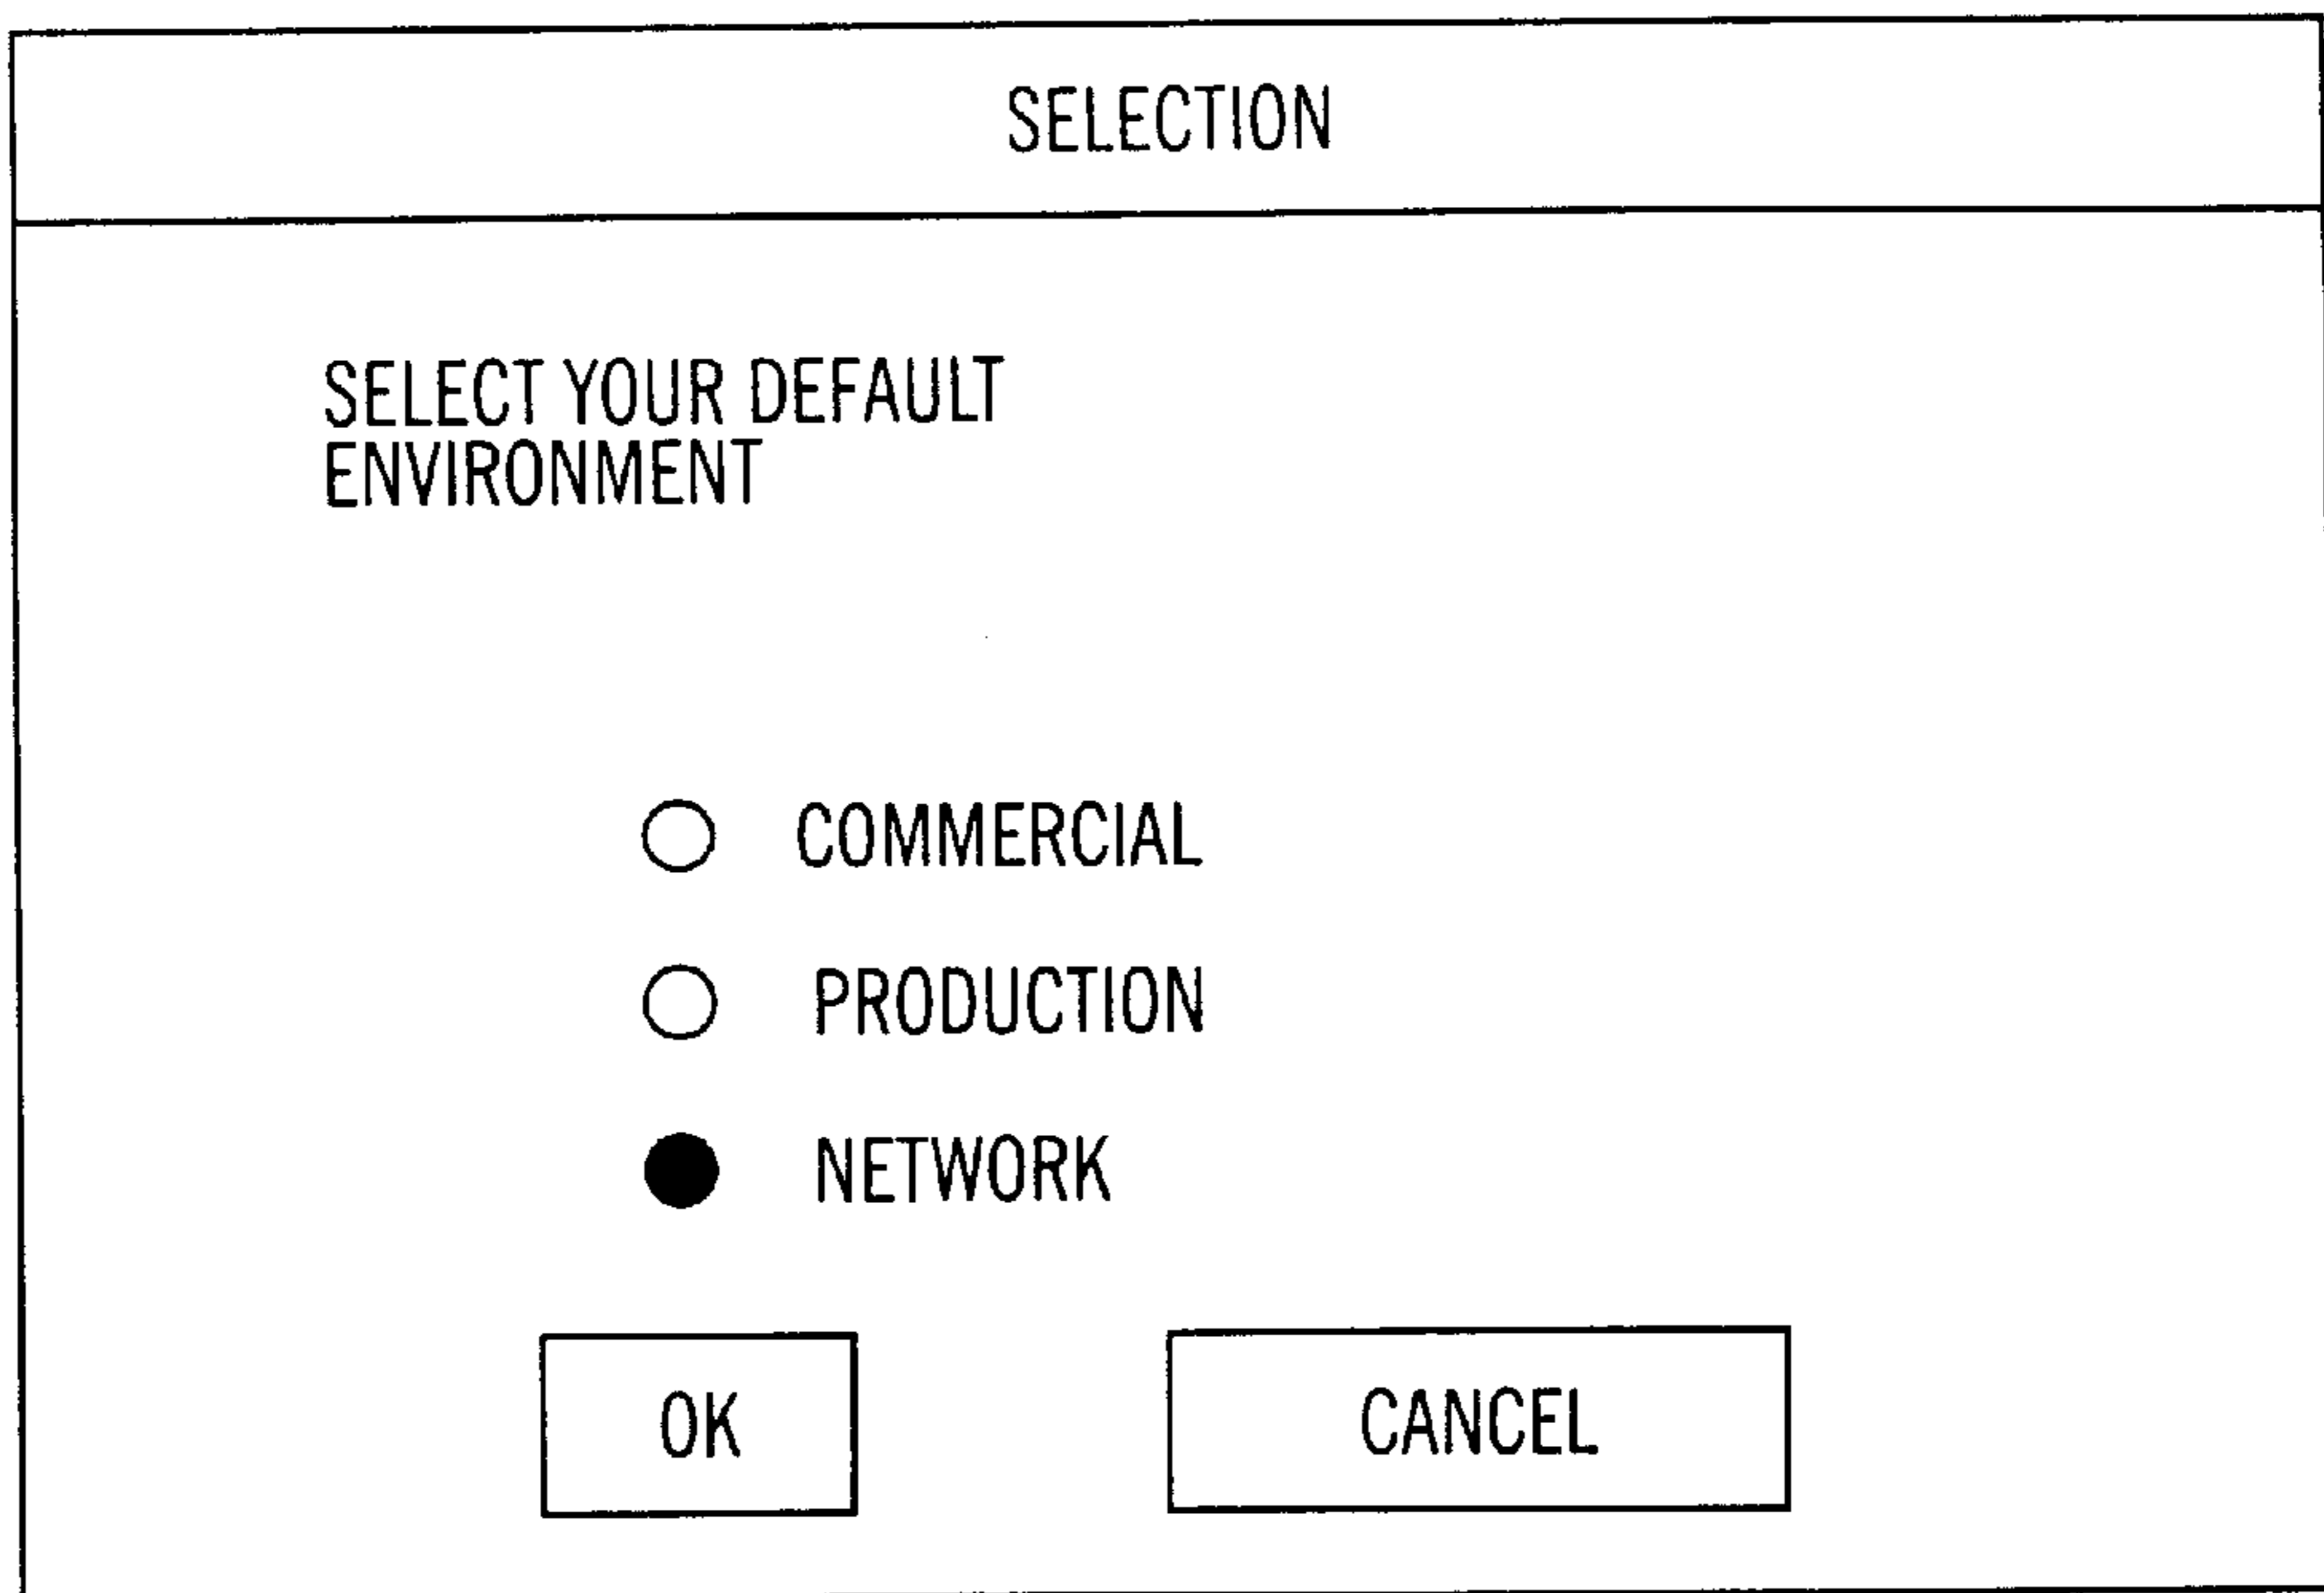 SELECTION
SELECT YOUR DEFAULT
ENVIRONMENT
COMMERCIAL
PRODUCTION
NETWORK
OK
CANCEL